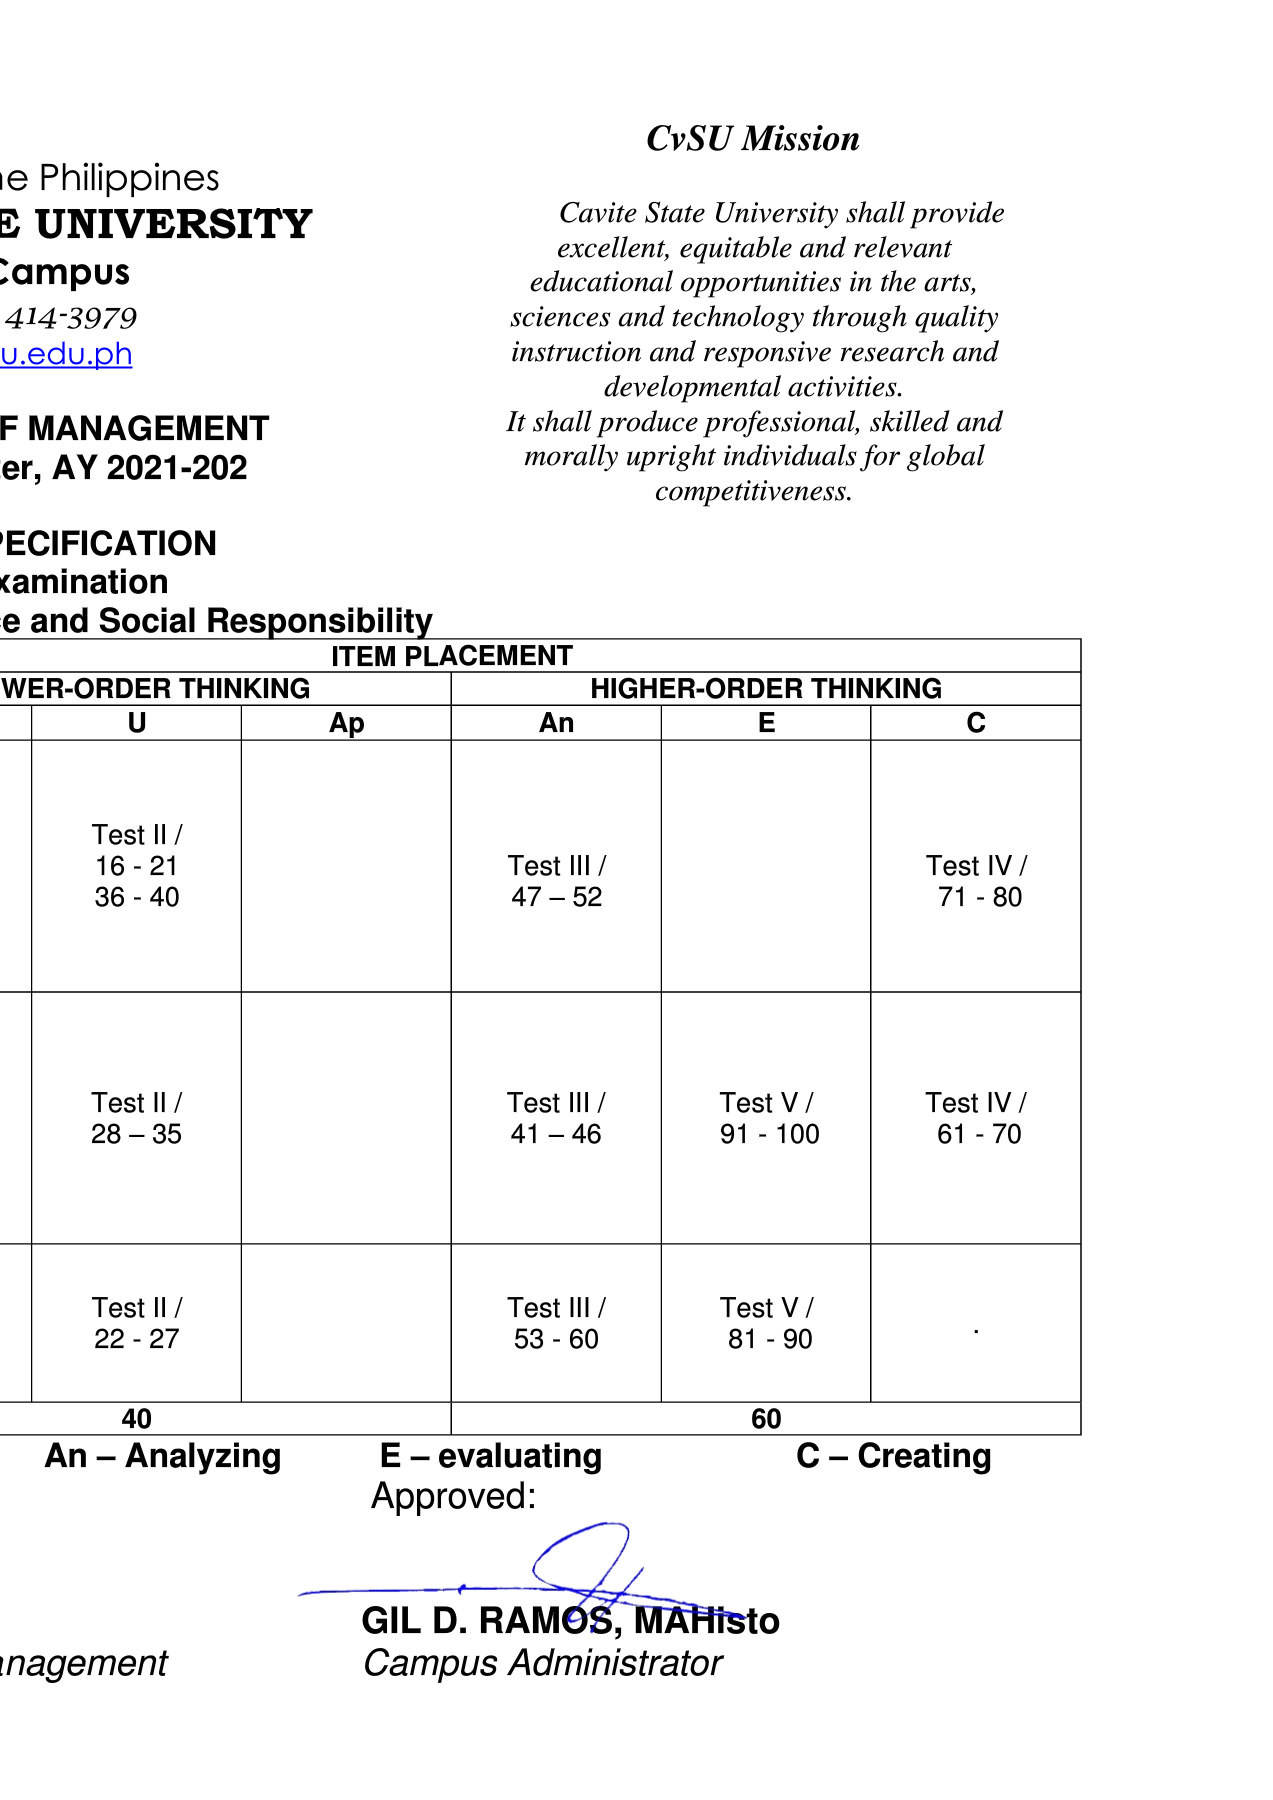 CvSU Mission
ne Philippines
Cavite State University shall provide
E UNIVERSITY
excellent, equitable and relevant
Campus
educational opportunities in the arts,
414-3979
sciences and technology through quality
u.edu.ph
instruction and responsive research and
developmental activities.
F MANAGEMENT
It shall produce professional, skilled and
ter, AY 2021-202
morally upright individuals for global
competitiveness.
PECIFICATION
xamination
ce and Social Responsibility
ITEM PLACEMENT
WER-ORDER THINKING HIGHER-ORDER THINKING
U Ap An E C
Test II /
16 - 21
36 - 40
Test III /
47 – 52
Test IV /
71 - 80
Test II /
28 – 35
Test III /
41 – 46
Test V /
91 - 100
Test IV /
61 - 70
Test II /
22 - 27
Test III /
53 - 60
Test V /
81 - 90
.
40 60
An – Analyzing E – evaluating C – Creating
Approved:
GIL D. RAMOS, MAHisto
anagement Campus Administrator